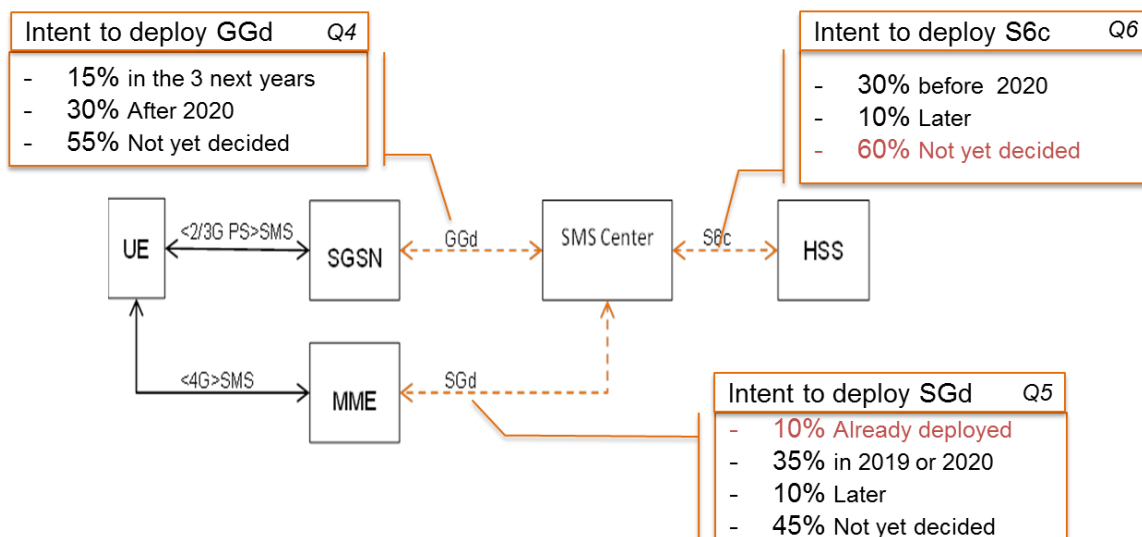 Intent to deploy GGd Q4
- 15% in the 3 next years
- 30% After 2020
- 55% Not yet decided
Intent to deploy S6c Q6
- 30% before 2020
- 10% Later
- 60% Not yet decided
UE
<2/3G PS>SMS
SGSN
GGd
SMS Center
S6c
HSS
<4G>SMS
MME
SGd
Intent to deploy SGd Q5
- 10% Already deployed
- 35% in 2019 or 2020
- 10% Later
- 45% Not yet decided